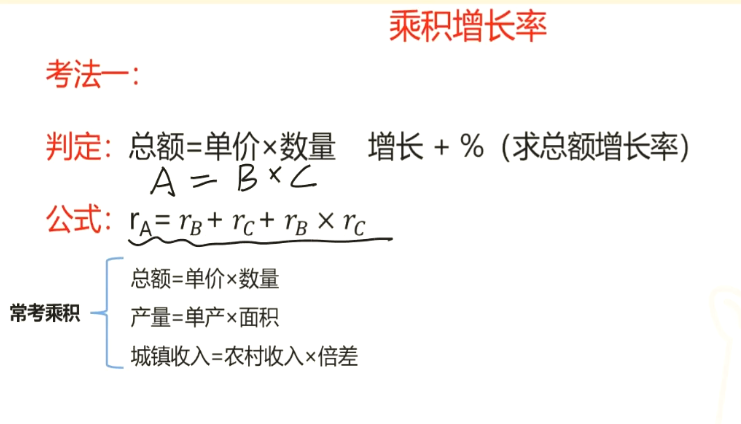 乘积增长率
考法一：
判定：总额=单价×数量 增长 + %（求总额增长率）
A = B × C
公式：r_A= r_B + r_C + r_B × r_C
总额=单价×数量
常考乘积
产量=单产×面积
城镇收入=农村收入×倍差